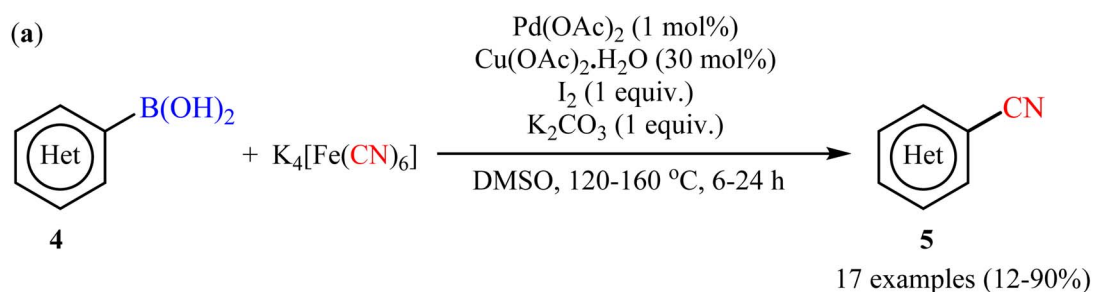 (a)
Pd(OAc)₂ (1 mol%)
Cu(OAc)₂.H₂O (30 mol%)
I₂ (1 equiv.)
K₂CO₃ (1 equiv.)
B(OH)₂
Het
+ K₄[Fe(CN)₆]
DMSO, 120-160 °C, 6-24 h
CN
Het
4
5
17 examples (12-90%)